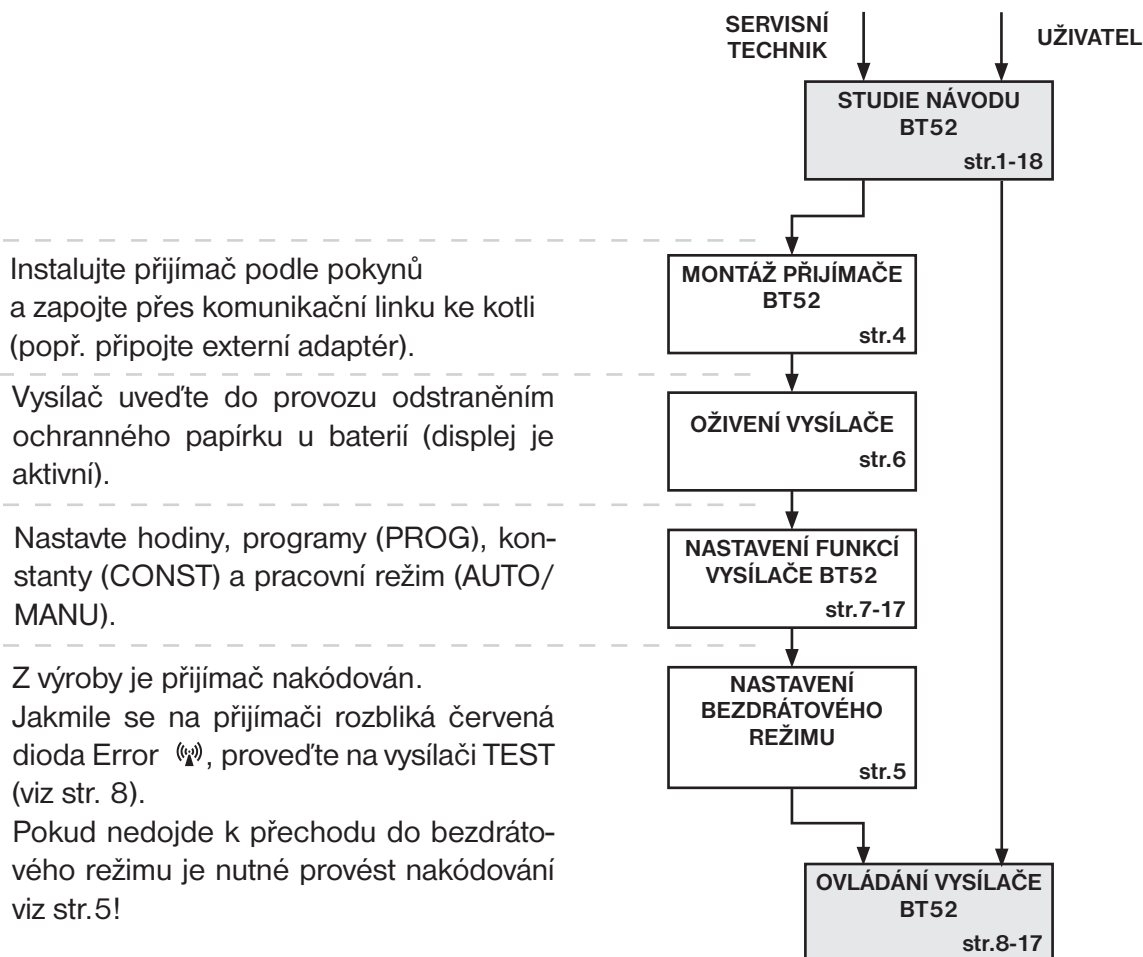 SERVISNÍ
TECHNIK
UŽIVATEL
STUDIE NÁVODU
BT52
str.1-18
Instalujte přijímač podle pokynů
a zapojte přes komunikační linku ke kotli
(popř. připojte externí adaptér).
MONTÁŽ PŘIJÍMAČE
BT52
str.4
Vysílač uveďte do provozu odstraněním
ochranného papírku u baterií (displej je
aktivní).
OŽIVENÍ VYSÍLAČE
str.6
Nastavte hodiny, programy (PROG), kon-
stanty (CONST) a pracovní režim (AUTO/
MANU).
NASTAVENÍ FUNKCÍ
VYSÍLAČE BT52
str.7-17
Z výroby je přijímač nakódován.
Jakmile se na přijímači rozbliká červená
dioda Error , proveďte na vysílači TEST
(viz str. 8).
Pokud nedojde k přechodu do bezdráto-
vého režimu je nutné provést nakódování
viz str.5!
NASTAVENÍ
BEZDRÁTOVÉHO
REŽIMU
str.5
OVLÁDÁNÍ VYSÍLAČE
BT52
str.8-17